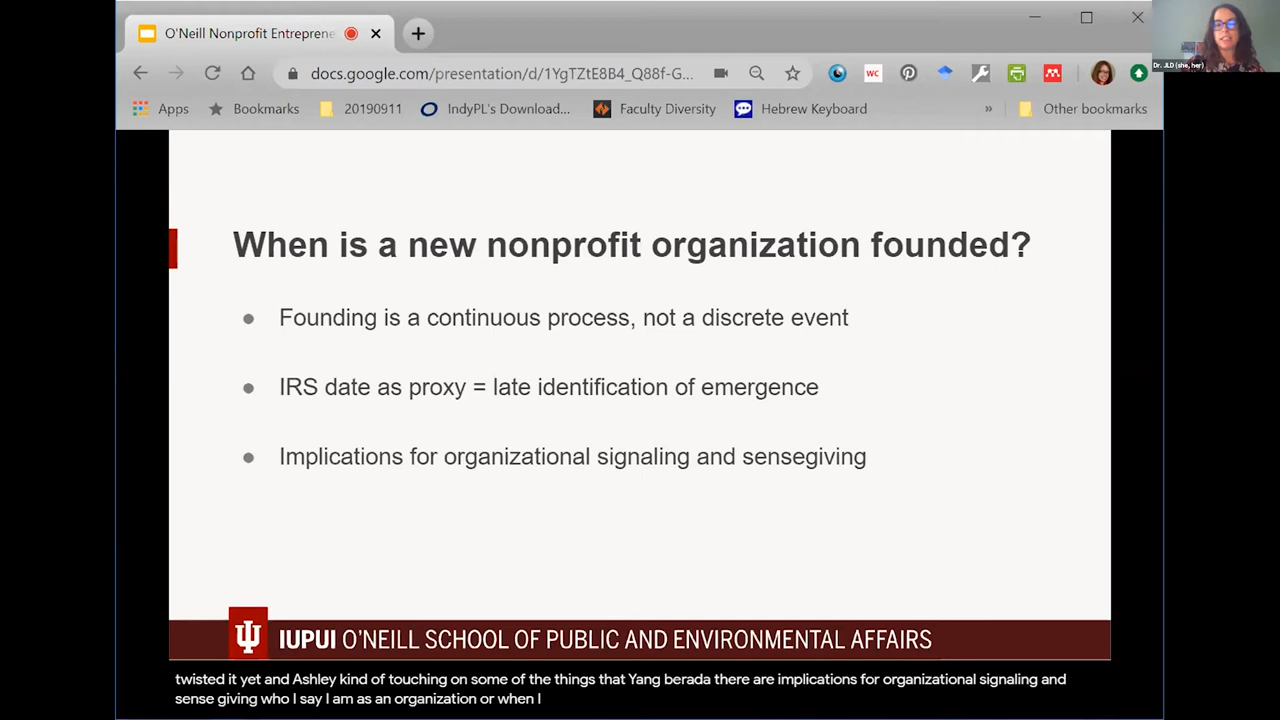 O'Neill Nonprofit Entreprene
docs.google.com/presentation/d/1YgTZtE8B4_Q88f-G...
WC
Dr. JLD (she, her)
Apps Bookmarks 20190911 IndyPL's Download... Faculty Diversity Hebrew Keyboard » Other bookmarks
When is a new nonprofit organization founded?
● Founding is a continuous process, not a discrete event
● IRS date as proxy = late identification of emergence
● Implications for organizational signaling and sensegiving
IUPUI O'NEILL SCHOOL OF PUBLIC AND ENVIRONMENTAL AFFAIRS
twisted it yet and Ashley kind of touching on some of the things that Yang berada there are implications for organizational signaling and
sense giving who I say I am as an organization or when I